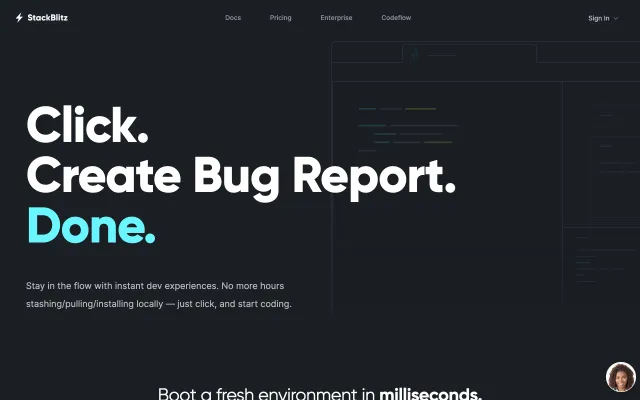 StackBlitz
Docs
Pricing
Enterprise
Codeflow
Sign In
Click.
Create Bug Report.
Done.
Stay in the flow with instant dev experiences. No more hours
stashing/pulling/installing locally — just click, and start coding.
Boot a fresh environment in milliseconds.